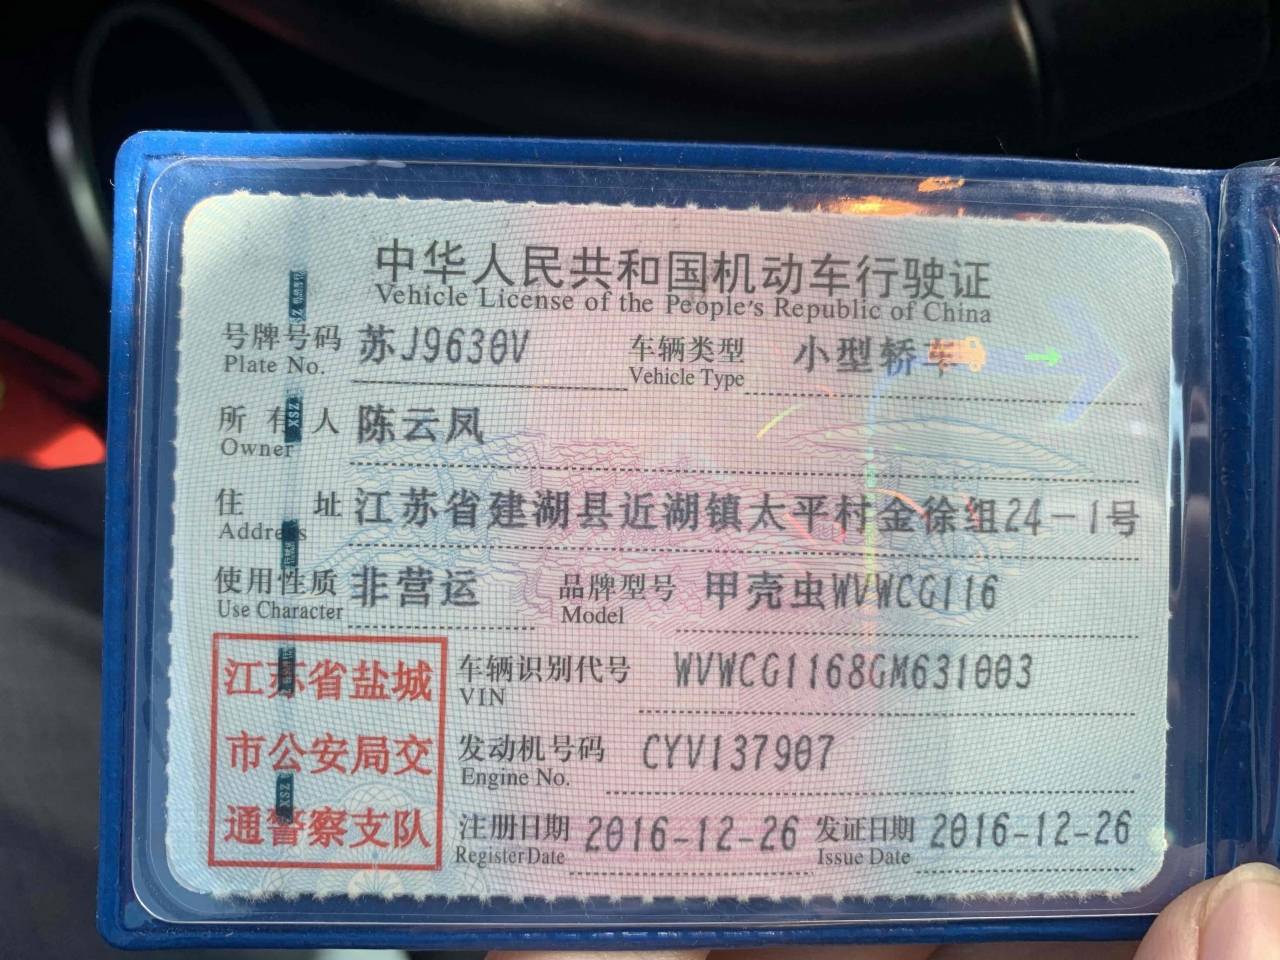 中华人民共和国机动车行驶证
Vehicle License of the People's Republic of China
号牌号码 苏J9630V 车辆类型 小型轿车
Plate No. Vehicle Type
所有人 陈云凤
Owner
住址 江苏省建湖县近湖镇太平村金徐组24-1号
Address
使用性质 非营运 品牌型号 甲壳虫WVWCG116
Use Character Model
江苏省盐城
市公安局交
通警察支队
车辆识别代号 WVWCG1168GM631003
VIN
发动机号码 CYV137907
Engine No.
注册日期 2016-12-26 发证日期 2016-12-26
Register Date Issue Date
XSZ
XSZ